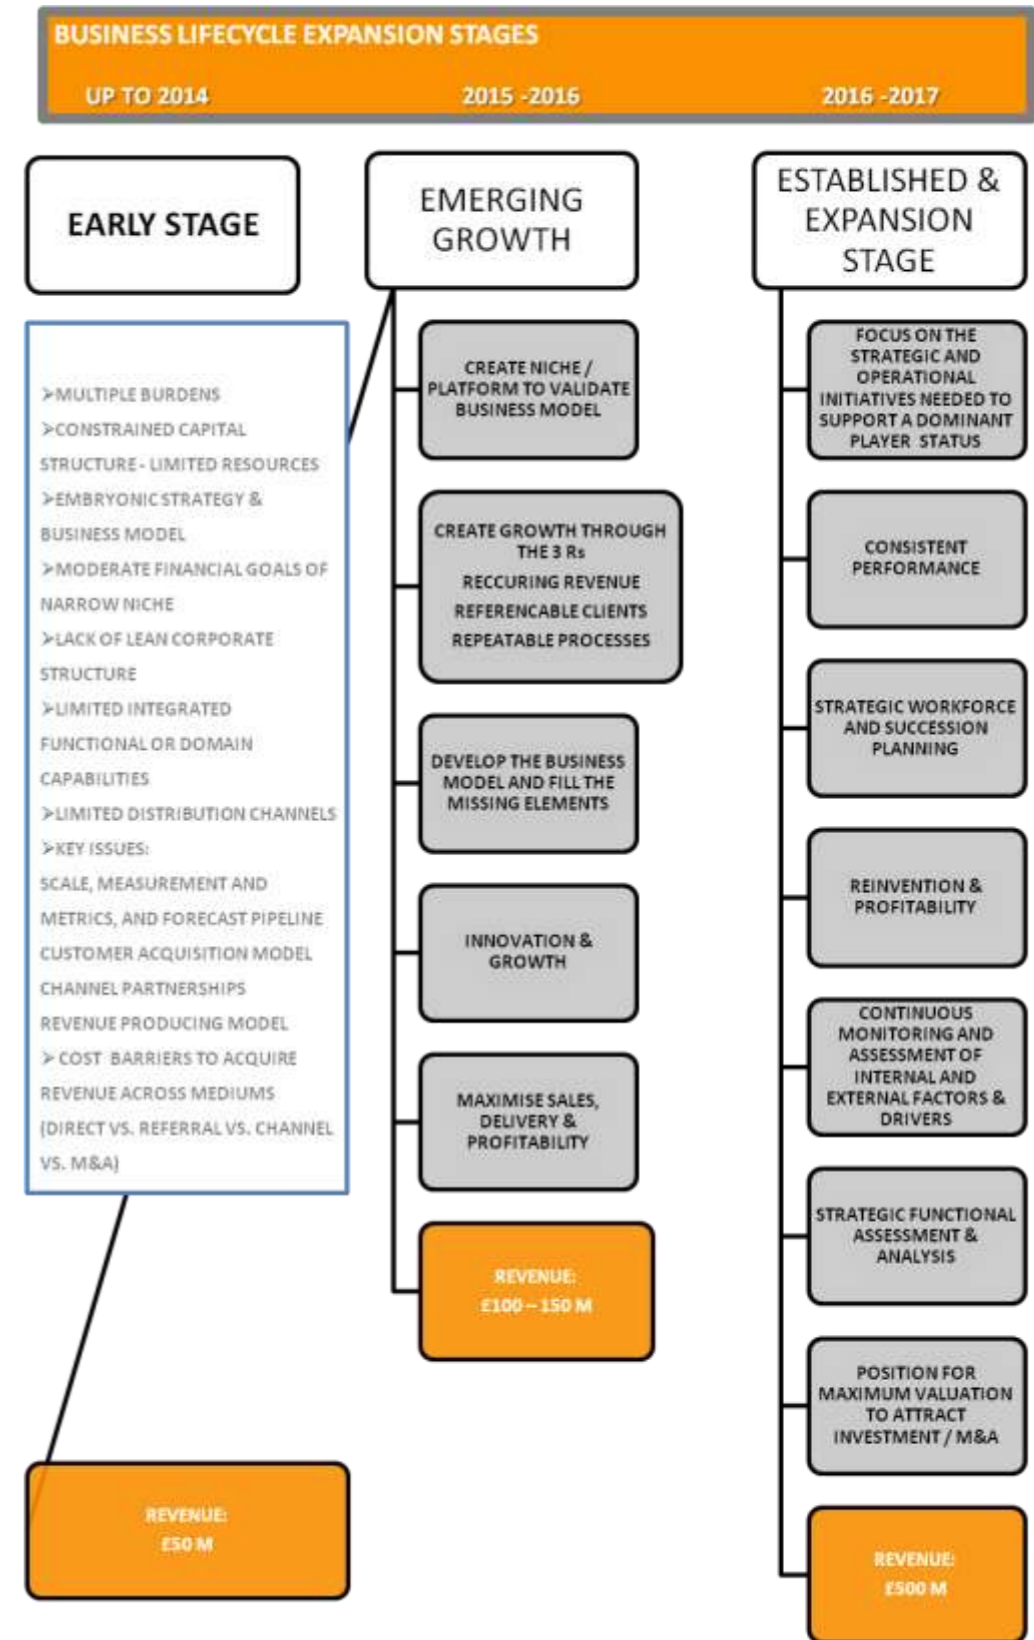 BUSINESS LIFECYCLE EXPANSION STAGES
UP TO 2014
2015 -2016
2016 -2017
EARLY STAGE
➢MULTIPLE BURDENS
➢CONSTRAINED CAPITAL
STRUCTURE - LIMITED RESOURCES
➢EMBRYONIC STRATEGY &
BUSINESS MODEL
➢MODERATE FINANCIAL GOALS OF
NARROW NICHE
➢LACK OF LEAN CORPORATE
STRUCTURE
➢LIMITED INTEGRATED
FUNCTIONAL OR DOMAIN
CAPABILITIES
➢LIMITED DISTRIBUTION CHANNELS
➢KEY ISSUES:
SCALE, MEASUREMENT AND
METRICS, AND FORECAST PIPELINE
CUSTOMER ACQUISITION MODEL
CHANNEL PARTNERSHIPS
REVENUE PRODUCING MODEL
➢ COST BARRIERS TO ACQUIRE
REVENUE ACROSS MEDIUMS
(DIRECT VS. REFERRAL VS. CHANNEL
VS. M&A)
REVENUE:
£50 M
EMERGING
GROWTH
CREATE NICHE /
PLATFORM TO VALIDATE
BUSINESS MODEL
CREATE GROWTH THROUGH
THE 3 Rs
RECCURING REVENUE
REFERENCABLE CLIENTS
REPEATABLE PROCESSES
DEVELOP THE BUSINESS
MODEL AND FILL THE
MISSING ELEMENTS
INNOVATION &
GROWTH
MAXIMISE SALES,
DELIVERY &
PROFITABILITY
REVENUE:
£100 – 150 M
ESTABLISHED &
EXPANSION
STAGE
FOCUS ON THE
STRATEGIC AND
OPERATIONAL
INITIATIVES NEEDED TO
SUPPORT A DOMINANT
PLAYER STATUS
CONSISTENT
PERFORMANCE
STRATEGIC WORKFORCE
AND SUCCESSION
PLANNING
REINVENTION &
PROFITABILITY
CONTINUOUS
MONITORING AND
ASSESSMENT OF
INTERNAL AND
EXTERNAL FACTORS &
DRIVERS
STRATEGIC FUNCTIONAL
ASSESSMENT &
ANALYSIS
POSITION FOR
MAXIMUM VALUATION
TO ATTRACT
INVESTMENT / M&A
REVENUE:
£500 M